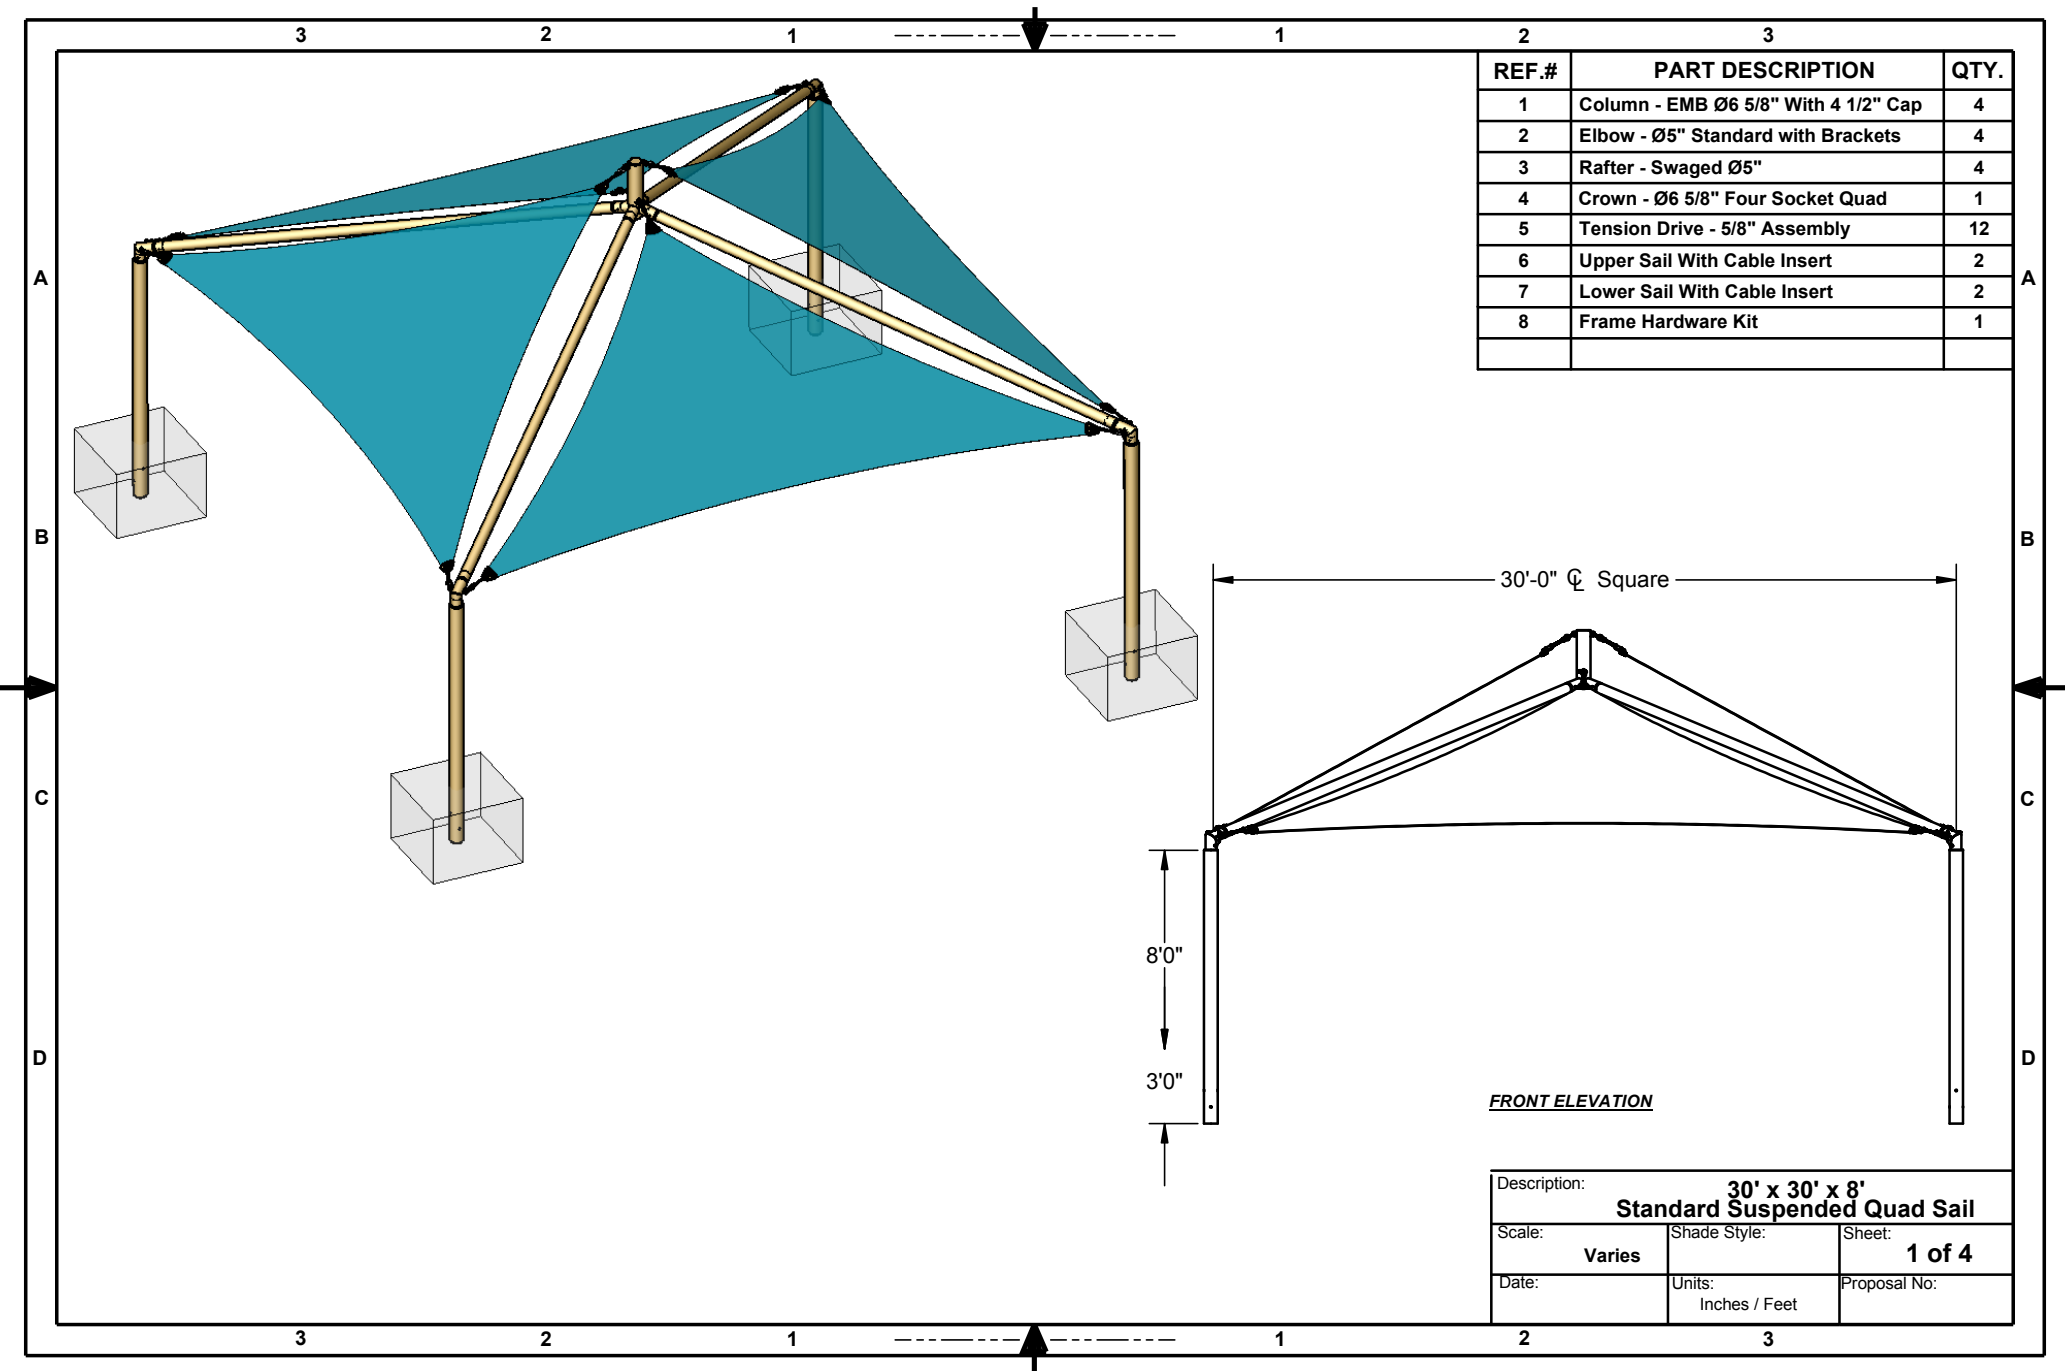 3 2 1 1 2 3
REF.# PART DESCRIPTION QTY.
1 Column - EMB Ø6 5/8" With 4 1/2" Cap 4
2 Elbow - Ø5" Standard with Brackets 4
3 Rafter - Swaged Ø5" 4
4 Crown - Ø6 5/8" Four Socket Quad 1
5 Tension Drive - 5/8" Assembly 12
6 Upper Sail With Cable Insert 2
7 Lower Sail With Cable Insert 2
8 Frame Hardware Kit 1
A A
B B
30'-0" ℄ Square
C C
8'0"
D D
3'0"
FRONT ELEVATION
Description:
30' x 30' x 8'
Standard Suspended Quad Sail
Scale: Shade Style: Sheet:
Varies 1 of 4
Date: Units: Proposal No:
Inches / Feet
3 2 1 1 2 3